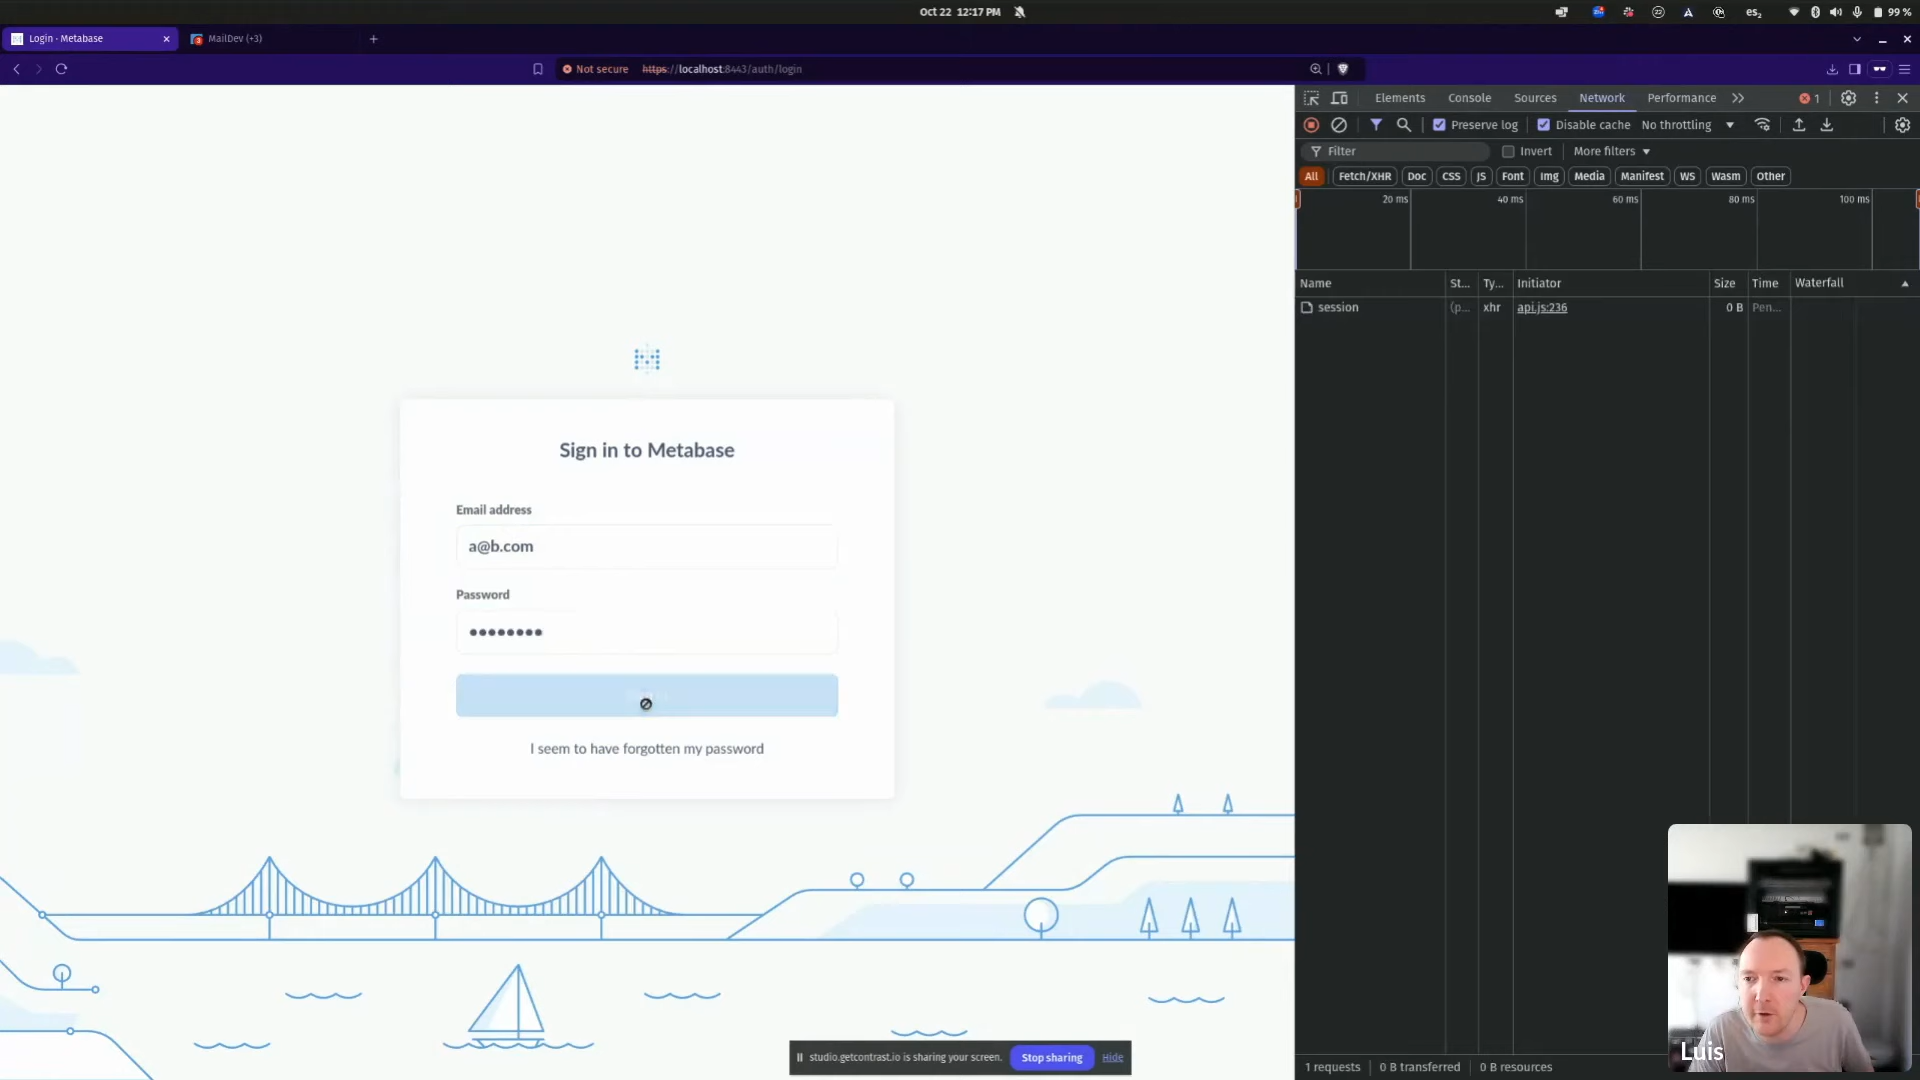 Oct 22 12:17 PM
es₂
99 %
Login · Metabase
MailDev (+3)
Not secure
https://localhost:8443/auth/login
Elements
Console
Sources
Network
Performance
1
Preserve log
Disable cache
No throttling
Filter
Invert
More filters
All
Fetch/XHR
Doc
CSS
JS
Font
Img
Media
Manifest
WS
Wasm
Other
20 ms
40 ms
60 ms
80 ms
100 ms
Name
St...
Ty...
Initiator
Size
Time
Waterfall
session
(p...
xhr
api.js:236
0 B
Pen...
Sign in to Metabase
Email address
a@b.com
Password
I seem to have forgotten my password
studio.getcontrast.io is sharing your screen.
Stop sharing
Hide
Luis
1 requests
0 B transferred
0 B resources